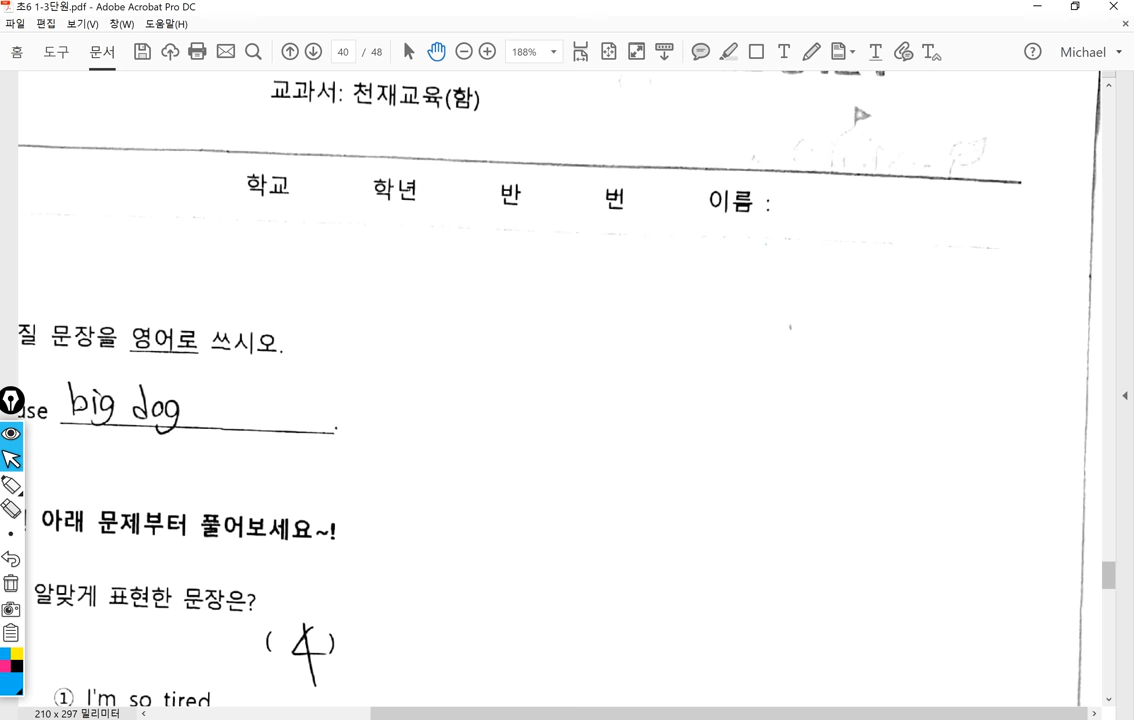 초6 1-3단원.pdf - Adobe Acrobat Pro DC
파일 편집 보기(V) 창(W) 도움말(H)
홈 도구 문서 40 / 48 188% Michael
교과서: 천재교육(함)
학교 학년 반 번 이름 :
질 문장을 영어로 쓰시오.
use big dog .
! 아래 문제부터 풀어보세요~!
알맞게 표현한 문장은?
( 4 )
① I'm so tired
210 x 297 밀리미터